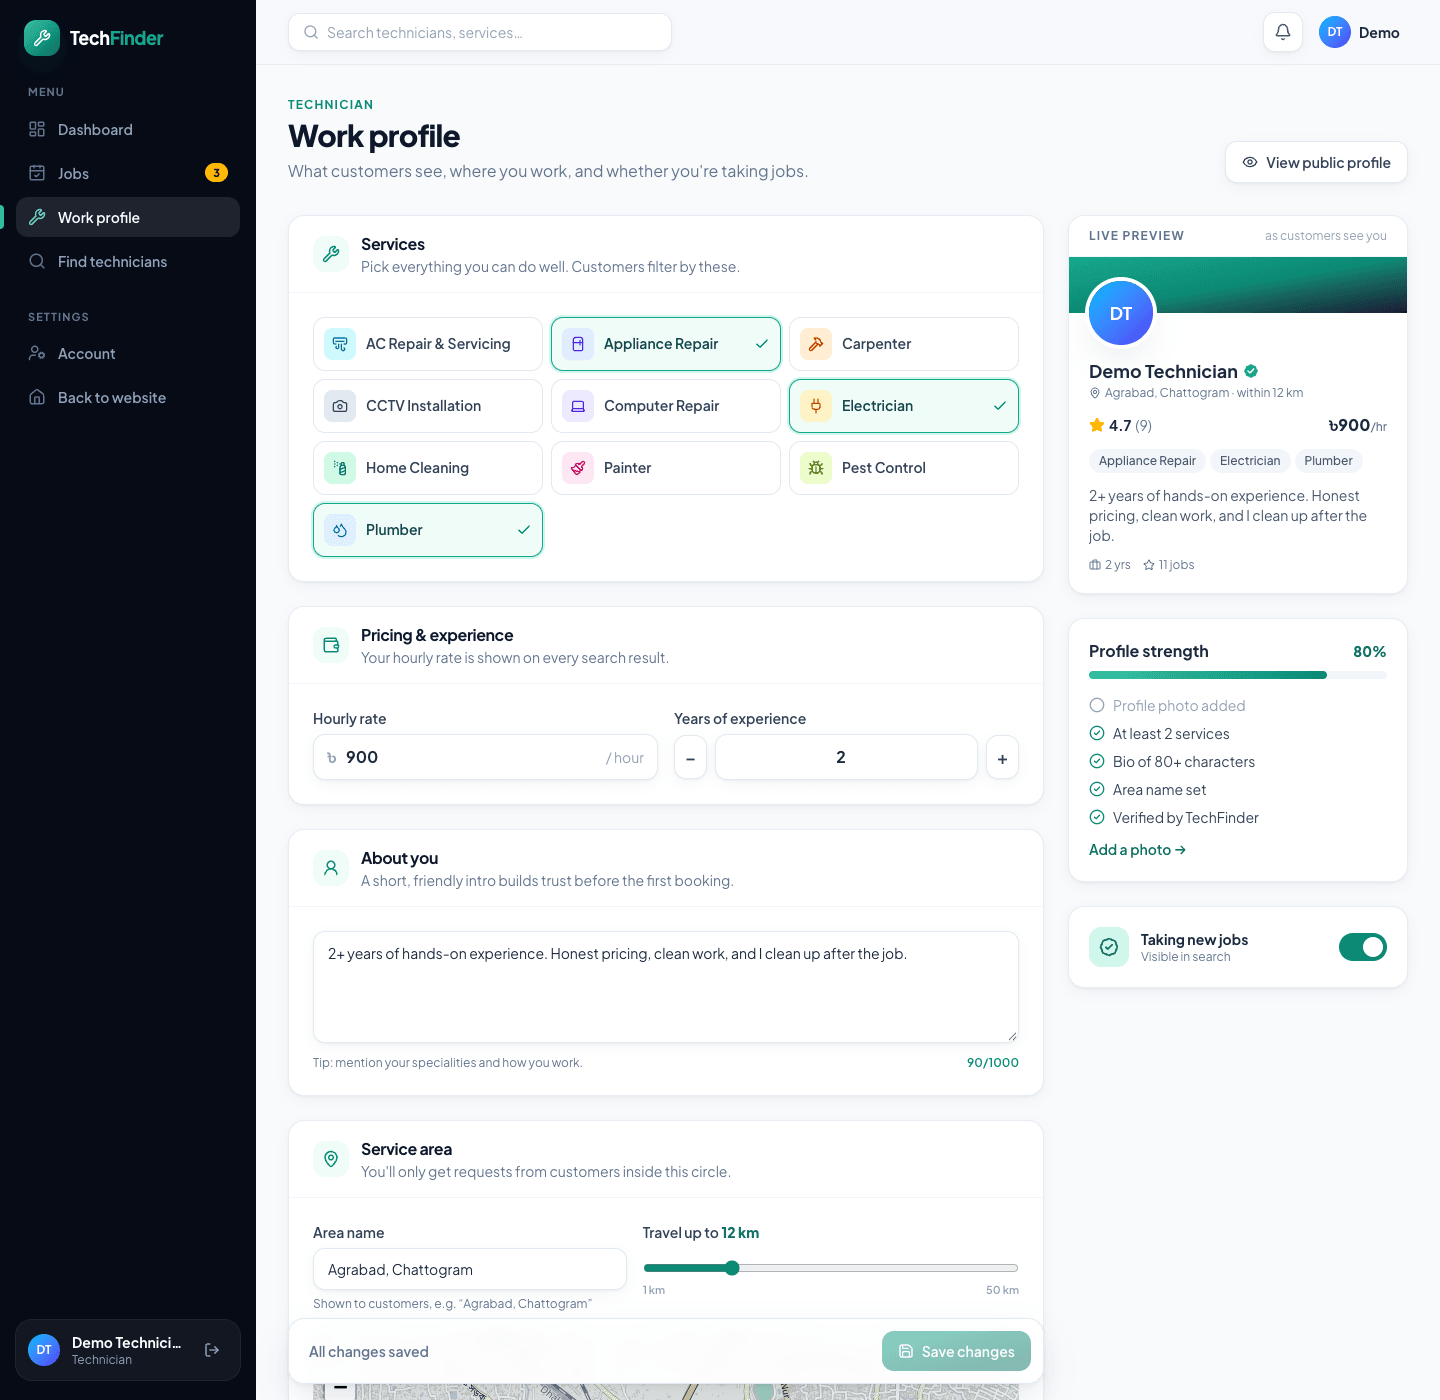 TechFinder
MENU
Dashboard
Jobs
3
Work profile
Find technicians
SETTINGS
Account
Back to website
DT
Demo Technici...
Technician
Search technicians, services...
DT
Demo
TECHNICIAN
Work profile
What customers see, where you work, and whether you're taking jobs.
View public profile
Services
Pick everything you can do well. Customers filter by these.
AC Repair & Servicing
Appliance Repair
Carpenter
CCTV Installation
Computer Repair
Electrician
Home Cleaning
Painter
Pest Control
Plumber
Pricing & experience
Your hourly rate is shown on every search result.
Hourly rate
৳ 900 / hour
Years of experience
− 2 +
About you
A short, friendly intro builds trust before the first booking.
2+ years of hands-on experience. Honest pricing, clean work, and I clean up after the job.
Tip: mention your specialities and how you work.
90/1000
Service area
You'll only get requests from customers inside this circle.
Area name
Agrabad, Chattogram
Shown to customers, e.g. “Agrabad, Chattogram”
Travel up to 12 km
1 km
50 km
All changes saved
Save changes
LIVE PREVIEW
as customers see you
DT
Demo Technician
Agrabad, Chattogram · within 12 km
4.7 (9)
৳900/hr
Appliance Repair
Electrician
Plumber
2+ years of hands-on experience. Honest
pricing, clean work, and I clean up after the
job.
2 yrs
11 jobs
Profile strength
80%
Profile photo added
At least 2 services
Bio of 80+ characters
Area name set
Verified by TechFinder
Add a photo →
Taking new jobs
Visible in search